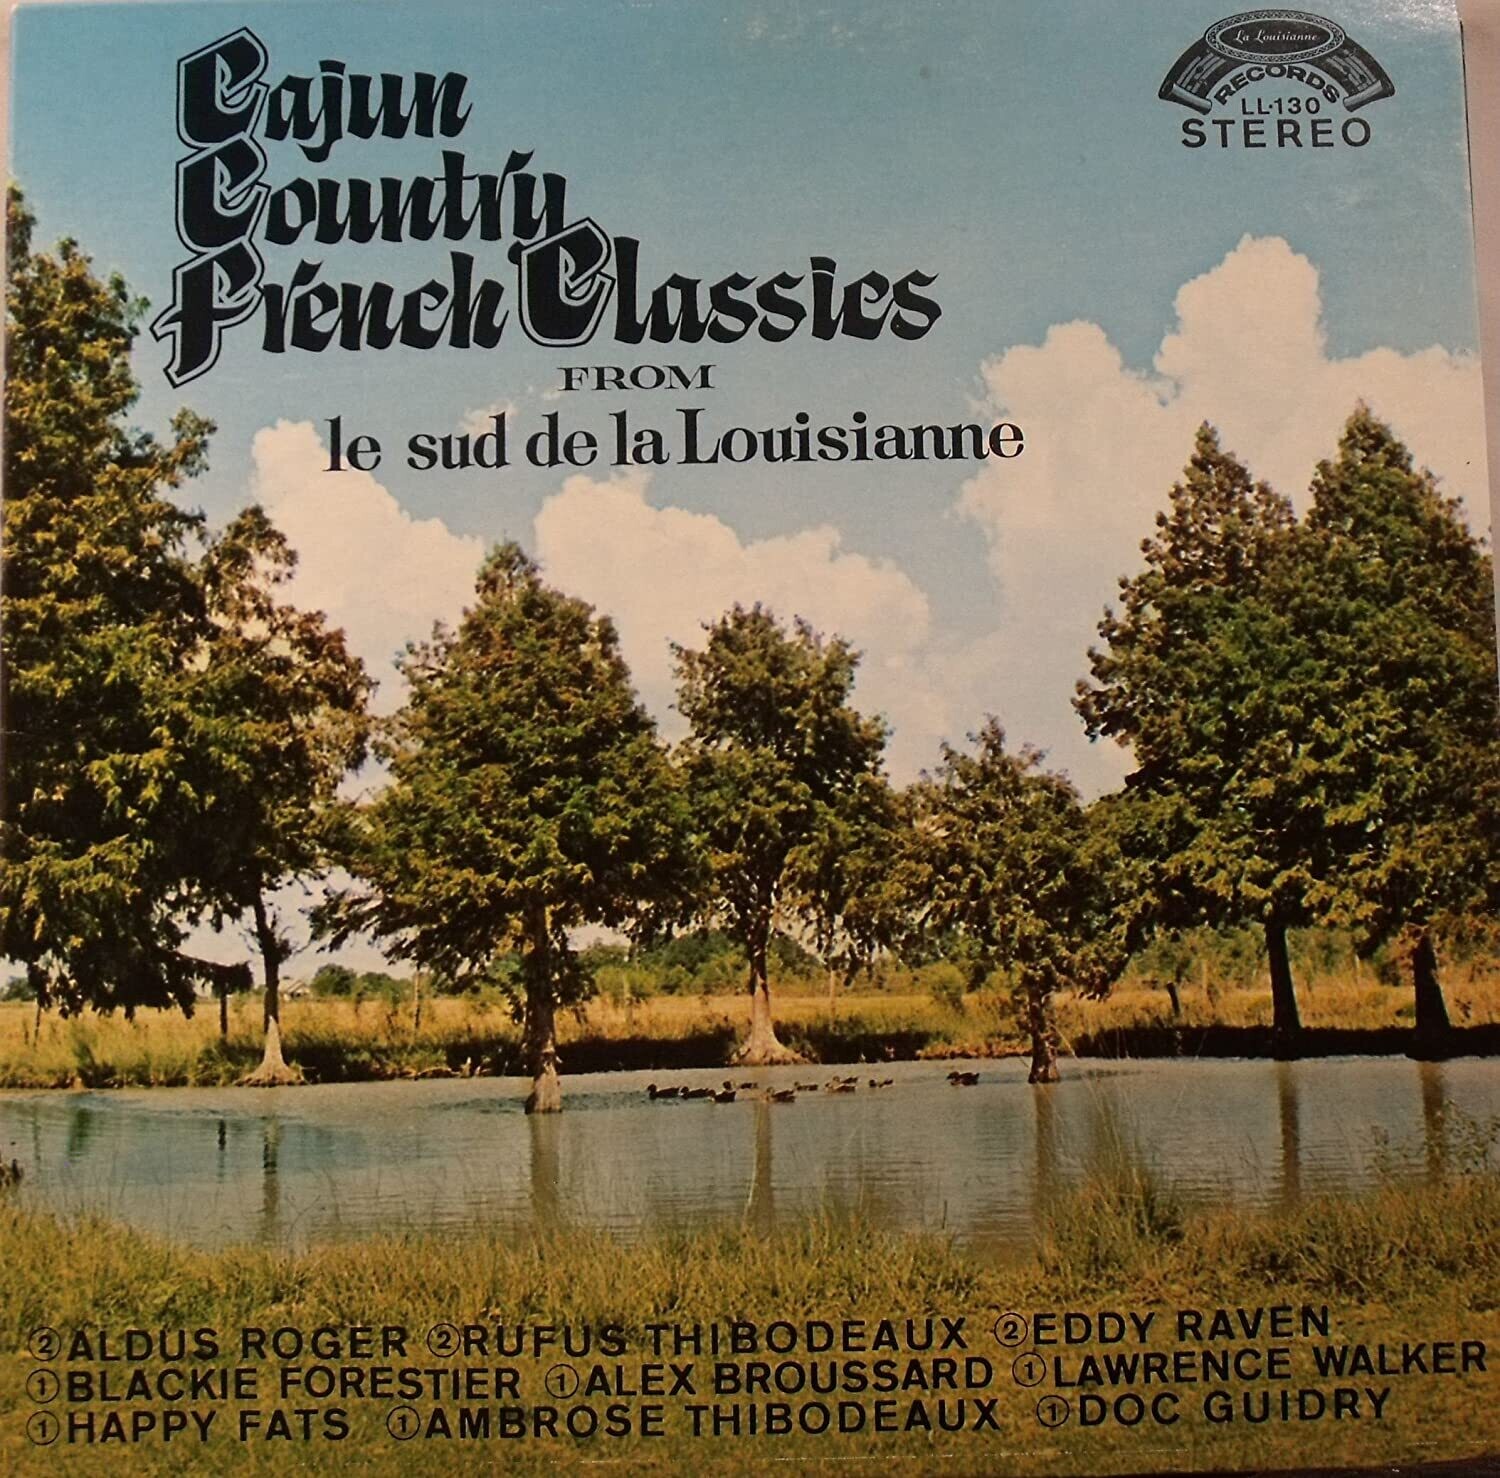 La Louisianne
RECORDS
LL-130
STEREO
Cajun
Country
French Classics
FROM
le sud de la Louisianne
②ALDUS ROGER ②RUFUS THIBODEAUX ②EDDY RAVEN
①BLACKIE FORESTIER ①ALEX BROUSSARD ①LAWRENCE WALKER
①HAPPY FATS ①AMBROSE THIBODEAUX ①DOC GUIDRY